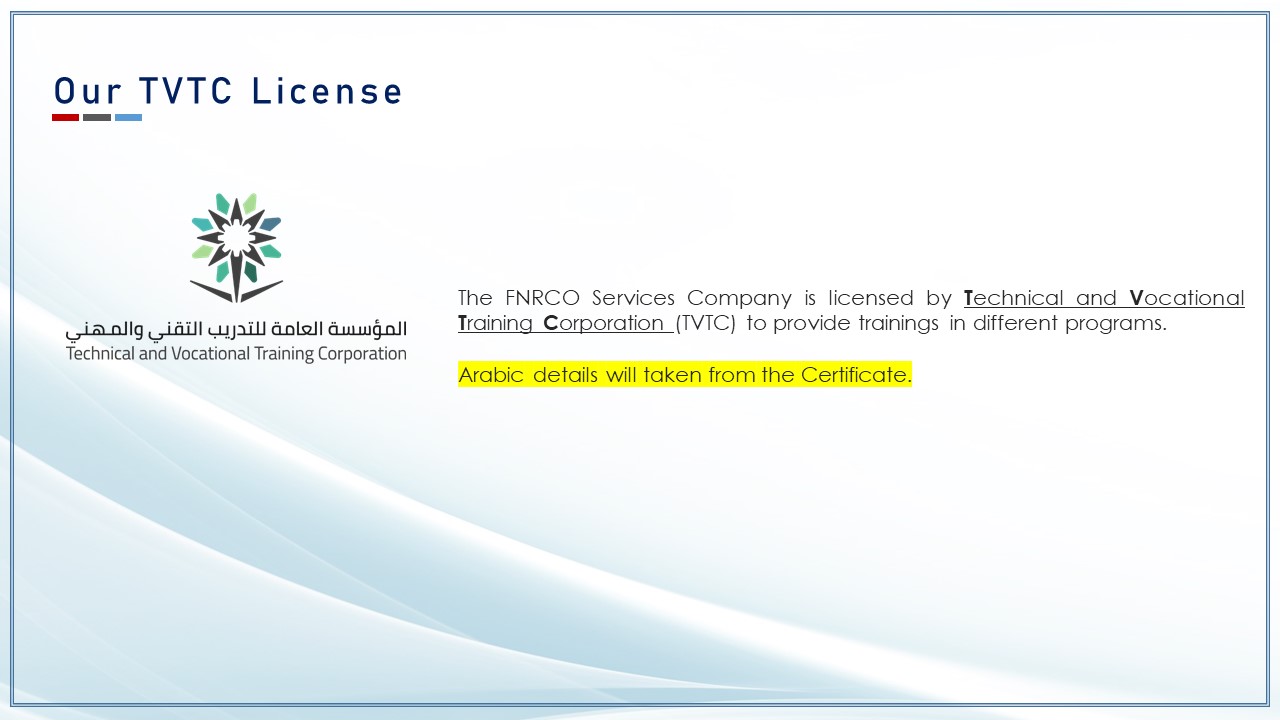 Our TVTC License
المؤسسة العامة للتدريب التقني والمهني
Technical and Vocational Training Corporation
The FNRCO Services Company is licensed by Technical and Vocational
Training Corporation (TVTC) to provide trainings in different programs.
Arabic details will taken from the Certificate.